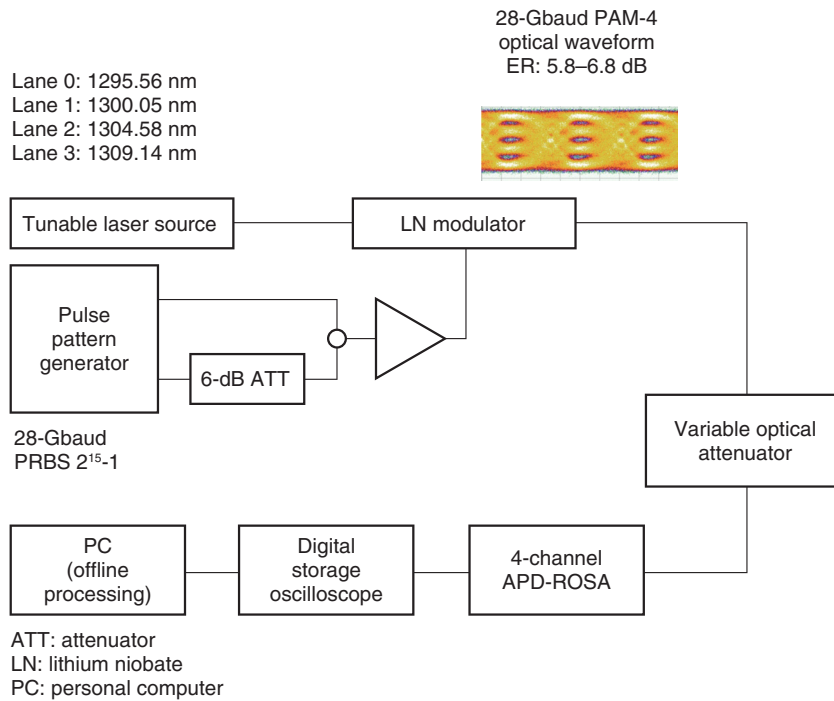 28-Gbaud PAM-4
optical waveform
ER: 5.8–6.8 dB
Lane 0: 1295.56 nm
Lane 1: 1300.05 nm
Lane 2: 1304.58 nm
Lane 3: 1309.14 nm
Tunable laser source
LN modulator
Pulse
pattern
generator
6-dB ATT
28-Gbaud
PRBS 2¹⁵-1
Variable optical
attenuator
PC
(offline
processing)
Digital
storage
oscilloscope
4-channel
APD-ROSA
ATT: attenuator
LN: lithium niobate
PC: personal computer